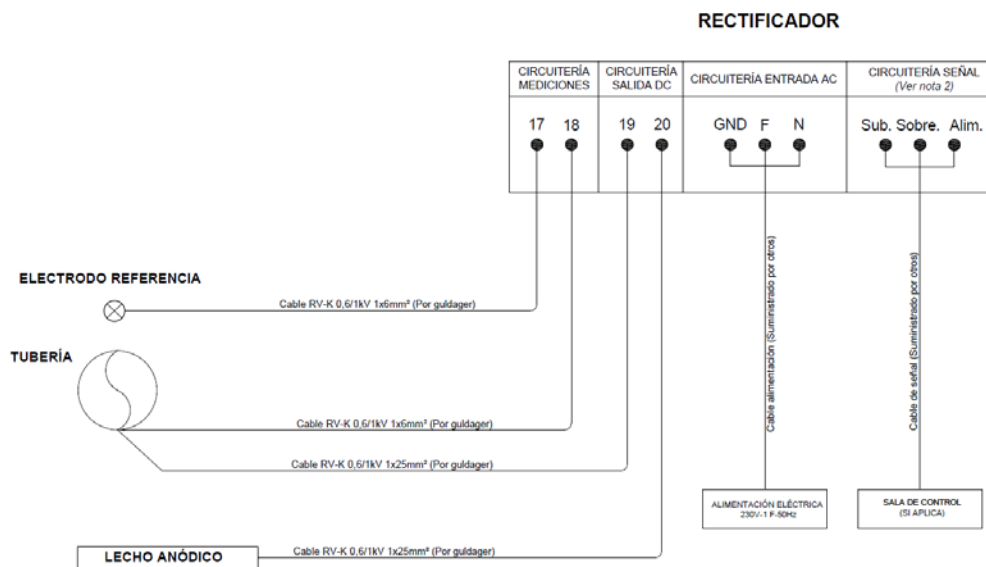 RECTIFICADOR
CIRCUITERÍA MEDICIONES
CIRCUITERÍA SALIDA DC
CIRCUITERÍA ENTRADA AC
CIRCUITERÍA SEÑAL
(Ver nota 2)
17 18 19 20 GND F N Sub. Sobre. Alim.
ELECTRODO REFERENCIA
Cable RV-K 0,6/1kV 1x6mm² (Por guldager)
TUBERÍA
Cable RV-K 0,6/1kV 1x6mm² (Por guldager)
Cable RV-K 0,6/1kV 1x25mm² (Por guldager)
LECHO ANÓDICO
Cable RV-K 0,6/1kV 1x25mm² (Por guldager)
Cable alimentación (Suministrado por otros)
Cable de señal (Suministrado por otros)
ALIMENTACIÓN ELÉCTRICA
230V-1 F-50Hz
SALA DE CONTROL
(SI APLICA)